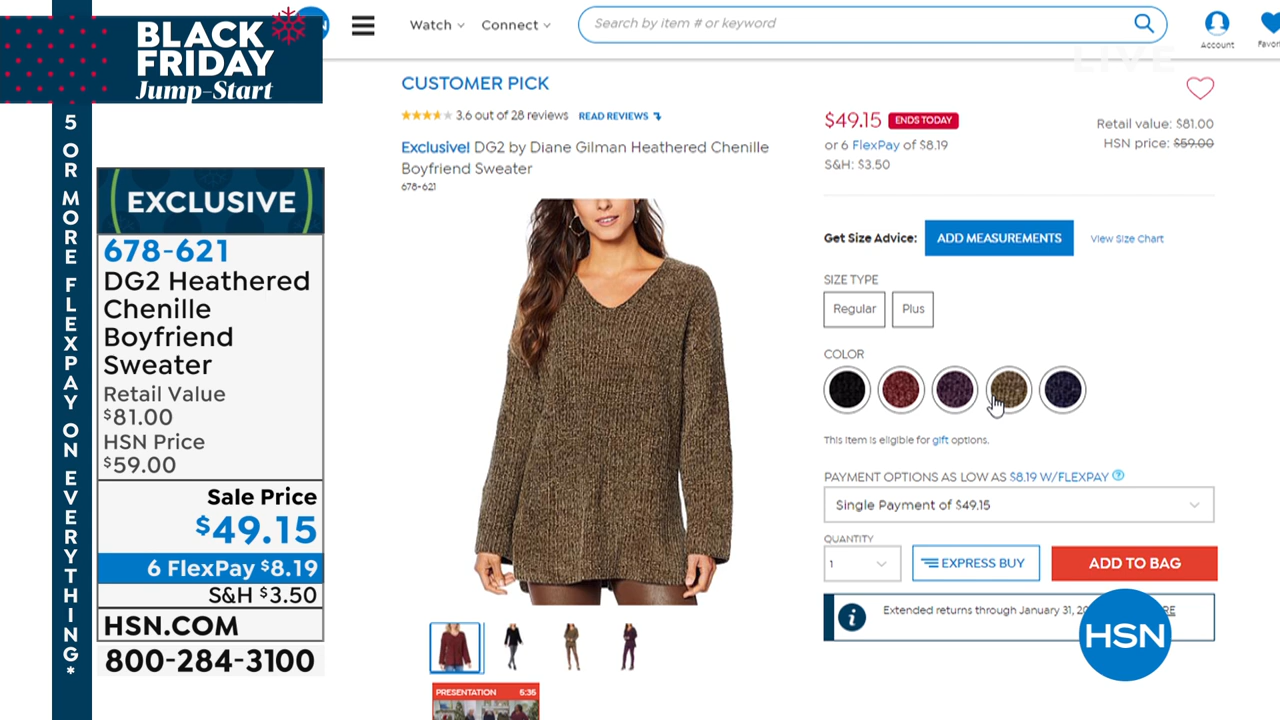 BLACK
FRIDAY
Jump-Start
5 OR MORE FLEXPAY ON EVERYTHING*
EXCLUSIVE
678-621
DG2 Heathered
Chenille
Boyfriend
Sweater
Retail Value
$81.00
HSN Price
$59.00
Sale Price
$49.15
6 FlexPay $8.19
S&H $3.50
HSN.COM
800-284-3100
Watch
Connect
Search by item # or keyword
Account
LIVE
CUSTOMER PICK
3.6 out of 28 reviews READ REVIEWS
Exclusive! DG2 by Diane Gilman Heathered Chenille
Boyfriend Sweater
678-621
PRESENTATION 5:35
$49.15 ENDS TODAY
or 6 FlexPay of $8.19
S&H: $3.50
Retail value: $81.00
HSN price: $59.00
Get Size Advice: ADD MEASUREMENTS View Size Chart
SIZE TYPE
Regular Plus
COLOR
This item is eligible for gift options.
PAYMENT OPTIONS AS LOW AS $8.19 W/FLEXPAY
Single Payment of $49.15
QUANTITY
1 EXPRESS BUY ADD TO BAG
Extended returns through January 31,
HSN